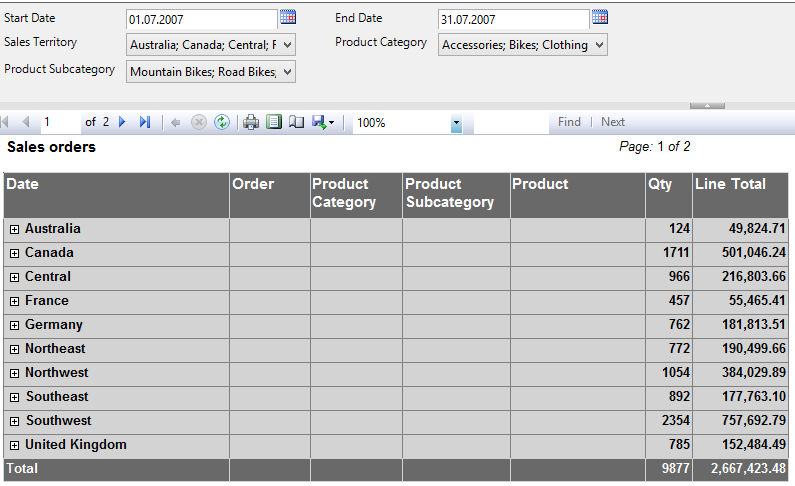 Start Date 01.07.2007 End Date 31.07.2007
Sales Territory Australia; Canada; Central; F Product Category Accessories; Bikes; Clothing
Product Subcategory Mountain Bikes; Road Bikes;
1 of 2 100% Find | Next
Sales orders Page: 1 of 2
Date Order Product Category Product Subcategory Product Qty Line Total
Australia 124 49,824.71
Canada 1711 501,046.24
Central 966 216,803.66
France 457 55,465.41
Germany 762 181,813.51
Northeast 772 190,499.66
Northwest 1054 384,029.89
Southeast 892 177,763.10
Southwest 2354 757,692.79
United Kingdom 785 152,484.49
Total 9877 2,667,423.48